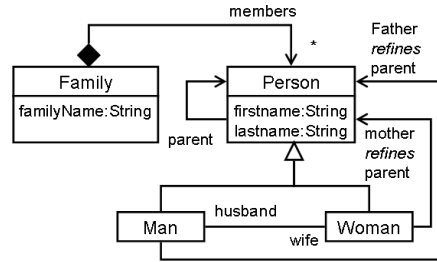 members
*
Father
refines
parent
Family
familyName:String
Person
firstname:String
lastname:String
parent
mother
refines
parent
Man
husband
wife
Woman